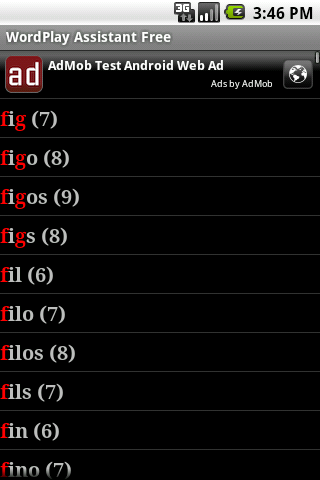 3G 3:46 PM
WordPlay Assistant Free
ad AdMob Test Android Web Ad
Ads by AdMob
fig (7)
figo (8)
figos (9)
figs (8)
fil (6)
filo (7)
filos (8)
fils (7)
fin (6)
fino (7)